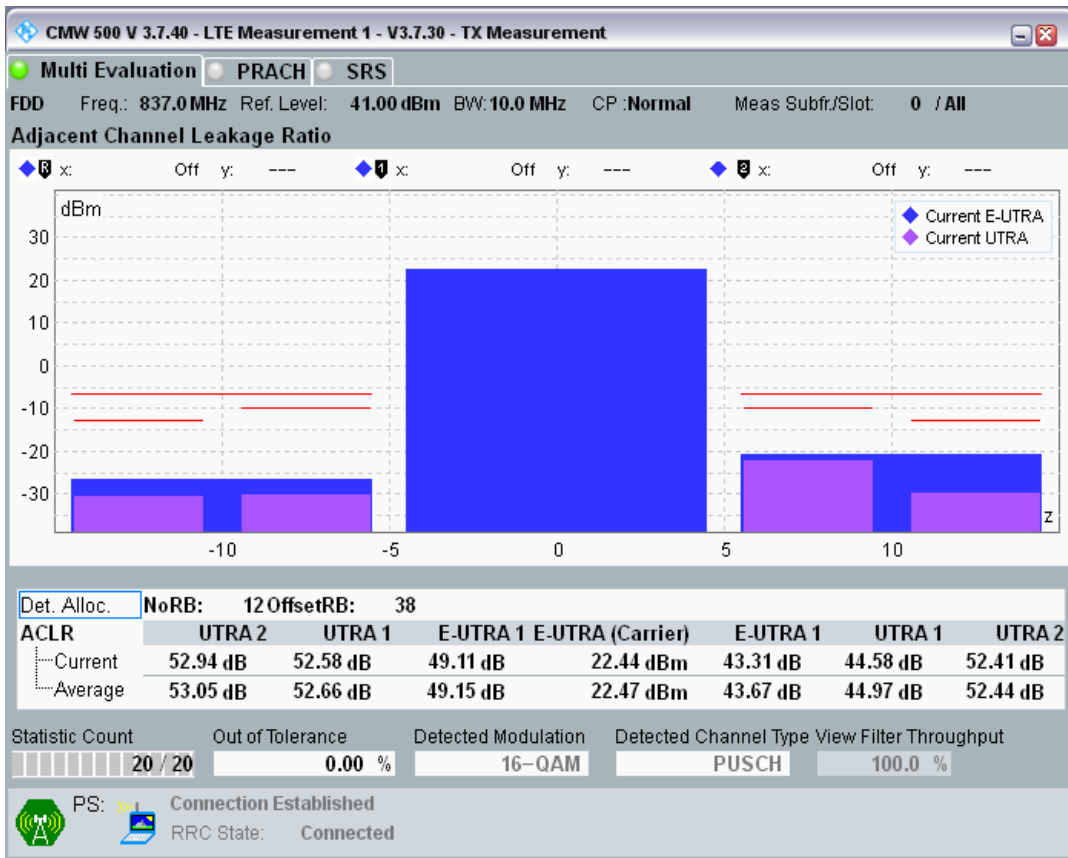 CMW 500 V 3.7.40 - LTE Measurement 1 - V3.7.30 - TX Measurement
Multi Evaluation PRACH SRS
FDD Freq.: 837.0 MHz Ref. Level: 41.00 dBm BW: 10.0 MHz CP :Normal Meas Subfr./Slot: 0 / All
Adjacent Channel Leakage Ratio
R x: Off y: --- 1 x: Off y: --- 2 x: Off y: ---
dBm
Current E-UTRA
Current UTRA
30
20
10
0
-10
-20
-30
z
-10 -5 0 5 10
Det. Alloc. NoRB: 12 OffsetRB: 38
ACLR UTRA 2 UTRA 1 E-UTRA 1 E-UTRA (Carrier) E-UTRA 1 UTRA 1 UTRA 2
Current 52.94 dB 52.58 dB 49.11 dB 22.44 dBm 43.31 dB 44.58 dB 52.41 dB
Average 53.05 dB 52.66 dB 49.15 dB 22.47 dBm 43.67 dB 44.97 dB 52.44 dB
Statistic Count Out of Tolerance Detected Modulation Detected Channel Type View Filter Throughput
20 / 20 0.00 % 16-QAM PUSCH 100.0 %
PS: Connection Established
RRC State: Connected